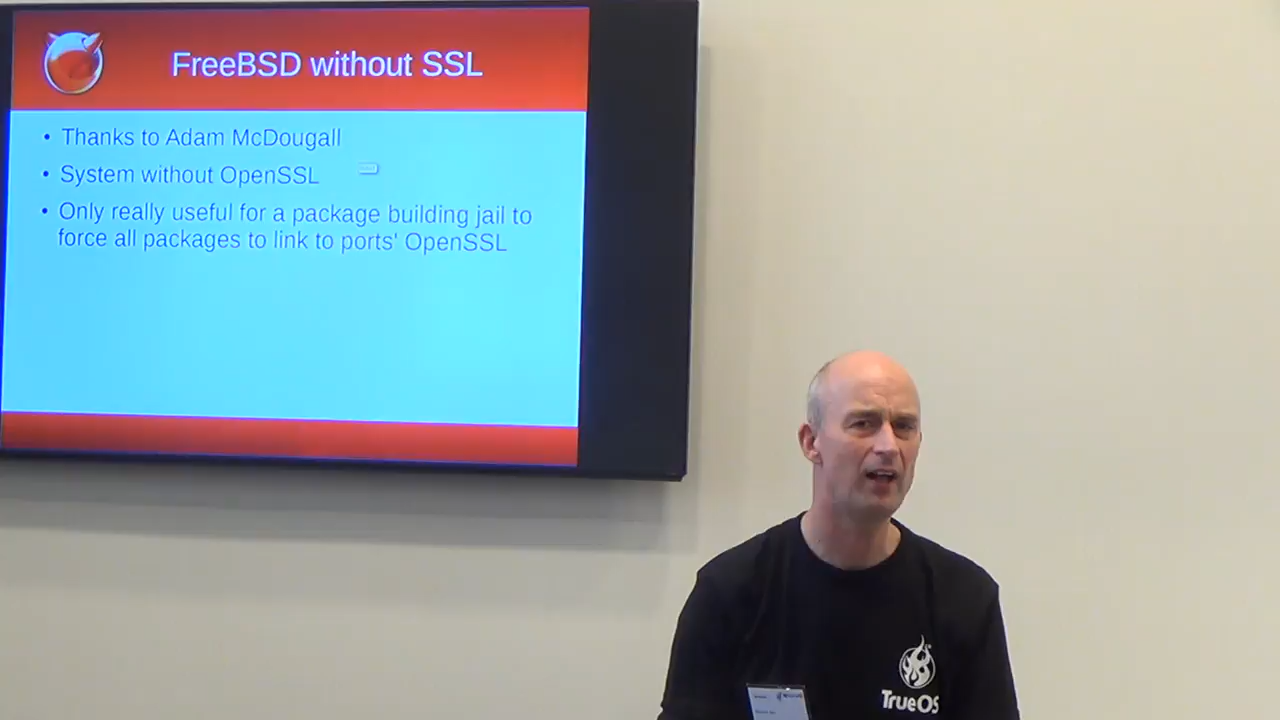 FreeBSD without SSL
• Thanks to Adam McDougall
• System without OpenSSL
• Only really useful for a package building jail to
force all packages to link to ports' OpenSSL
TrueOS